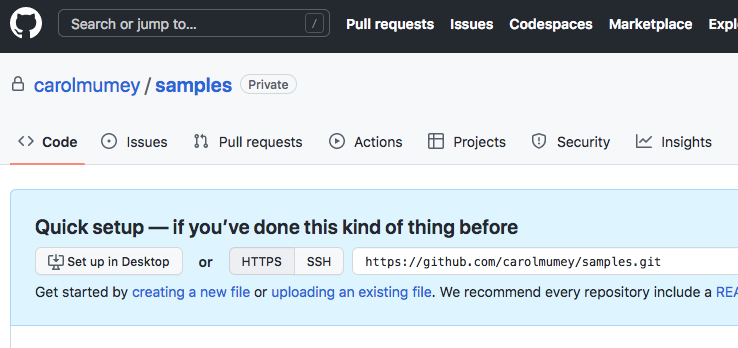 Search or jump to... / Pull requests Issues Codespaces Marketplace Expl
carolmumey / samples Private
Code Issues Pull requests Actions Projects Security Insights
Quick setup — if you’ve done this kind of thing before
Set up in Desktop or HTTPS SSH https://github.com/carolmumey/samples.git
Get started by creating a new file or uploading an existing file. We recommend every repository include a REA